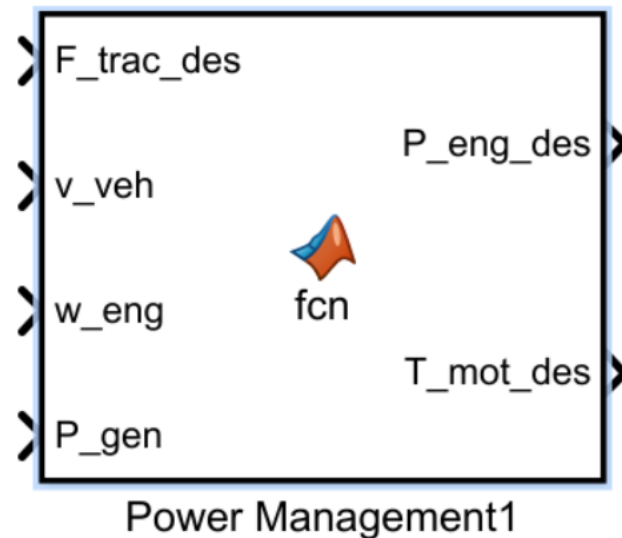 F_trac_des
P_eng_des
v_veh
fcn
w_eng
T_mot_des
P_gen
Power Management1